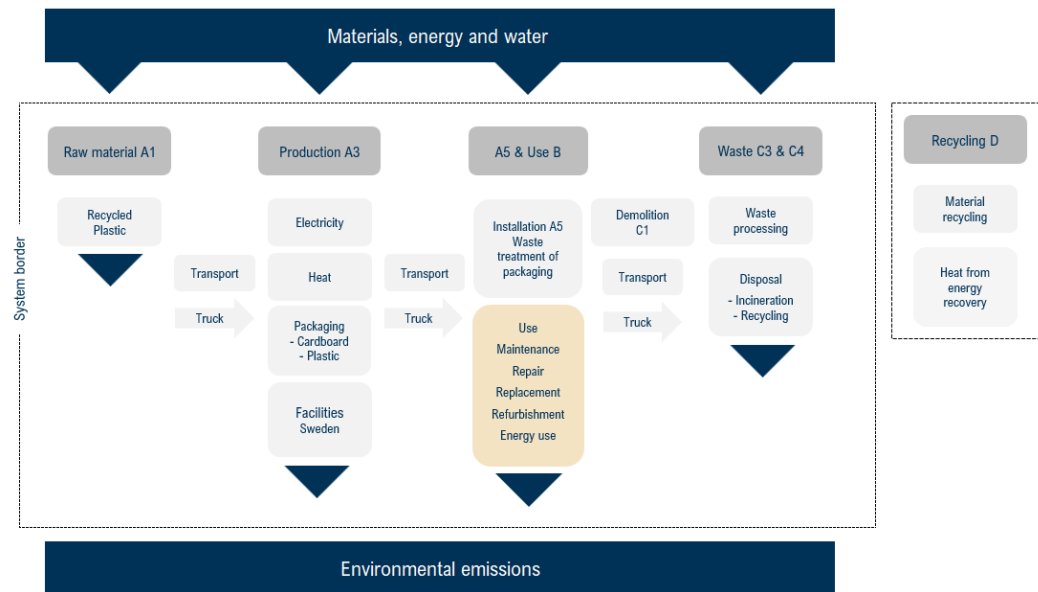 Materials, energy and water
System border
Raw material A1
Recycled
Plastic
Transport
Truck
Production A3
Electricity
Heat
Packaging
- Cardboard
- Plastic
Facilities
Sweden
Transport
Truck
A5 & Use B
Installation A5
Waste
treatment of
packaging
Use
Maintenance
Repair
Replacement
Refurbishment
Energy use
Demolition
C1
Transport
Truck
Waste C3 & C4
Waste
processing
Disposal
- Incineration
- Recycling
Recycling D
Material
recycling
Heat from
energy
recovery
Environmental emissions